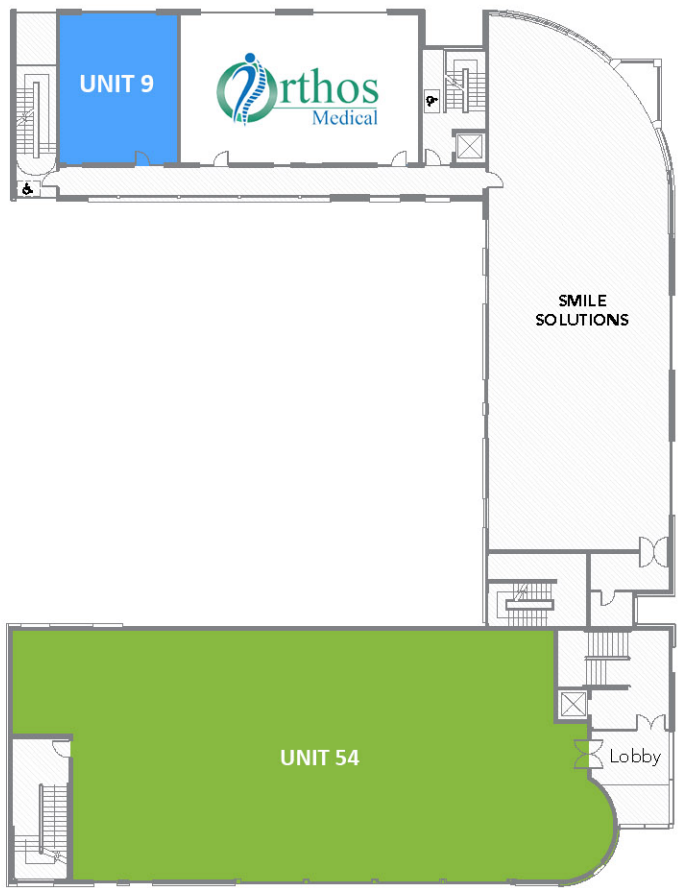 UNIT 9
Orthos
Medical
SMILE
SOLUTIONS
UNIT 54
Lobby